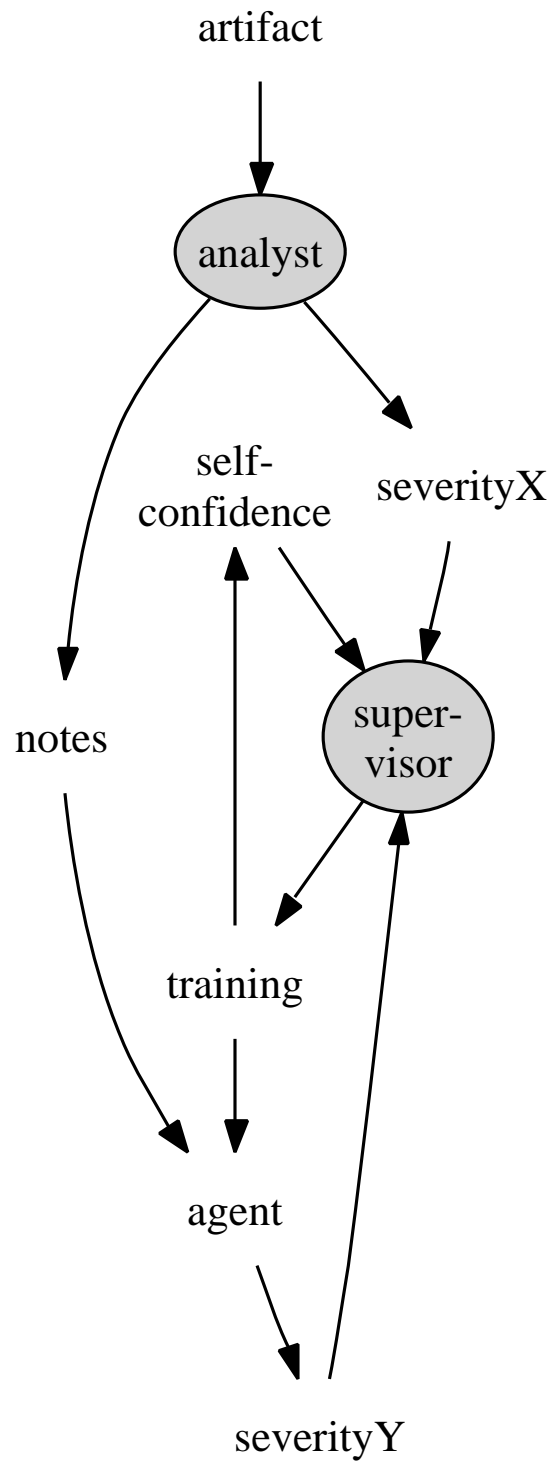 artifact
analyst
self-
confidence
severityX
super-
visor
notes
training
agent
severityY